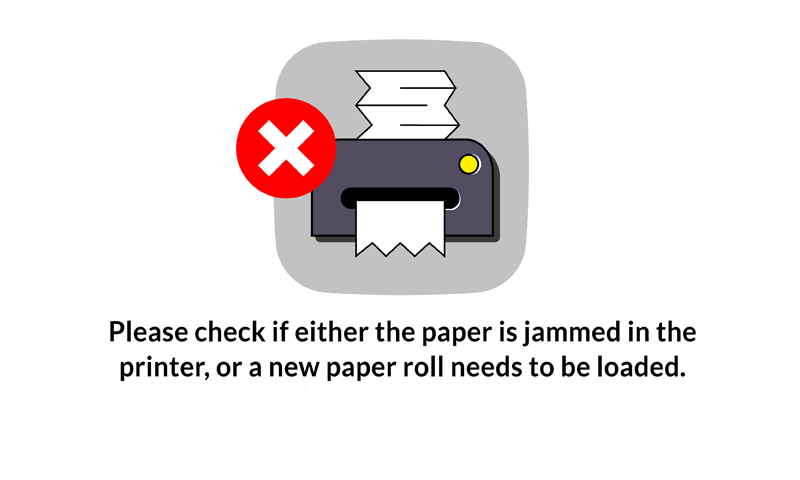 Please check if either the paper is jammed in the
printer, or a new paper roll needs to be loaded.